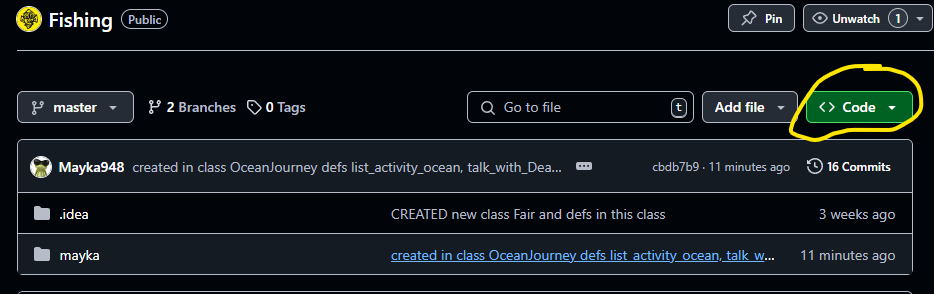 Fishing Public Pin Unwatch 1
master 2 Branches 0 Tags Go to file t Add file Code
Mayka948 created in class OceanJourney defs list_activity_ocean, talk_with_Dea... cbdb7b9 · 11 minutes ago 16 Commits
.idea CREATED new class Fair and defs in this class 3 weeks ago
mayka created in class OceanJourney defs list_activity_ocean, talk_w... 11 minutes ago